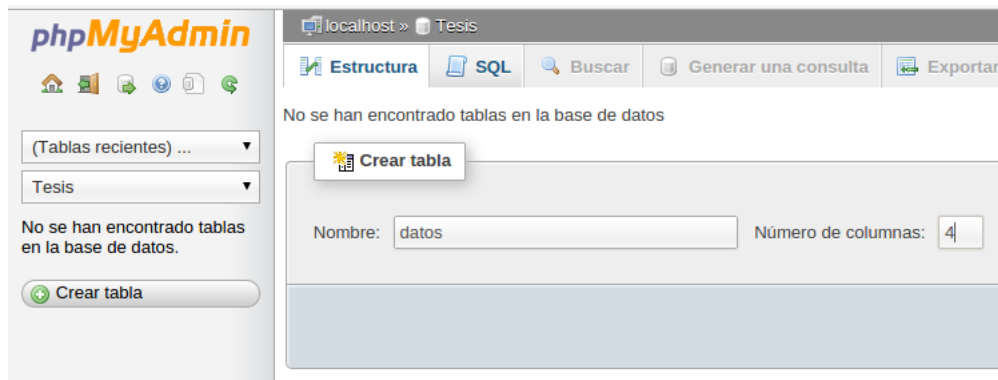 phpMyAdmin
(Tablas recientes) ...
Tesis
No se han encontrado tablas
en la base de datos.
Crear tabla
localhost » Tesis
Estructura SQL Buscar Generar una consulta Exportar
No se han encontrado tablas en la base de datos
Crear tabla
Nombre: datos Número de columnas: 4